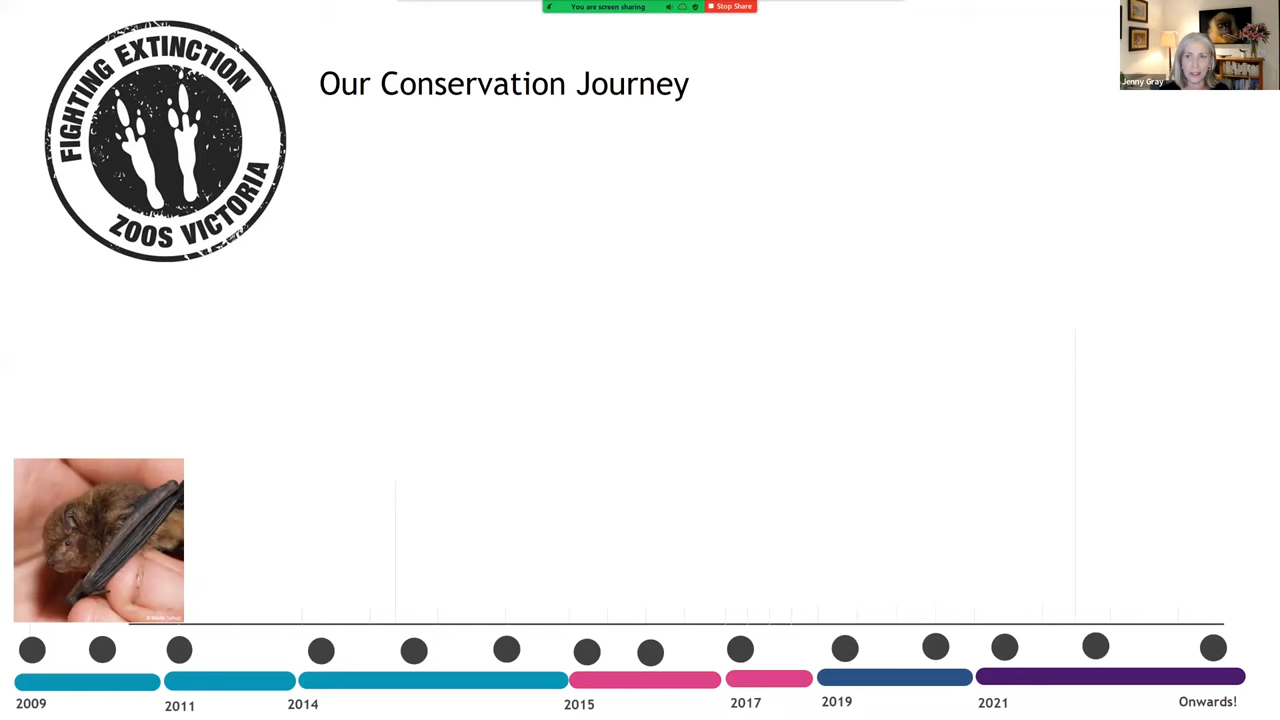 You are screen sharing
Stop Share
FIGHTING EXTINCTION
ZOOS VICTORIA
Our Conservation Journey
Jenny Gray
2009
2011
2014
2015
2017
2019
2021
Onwards!